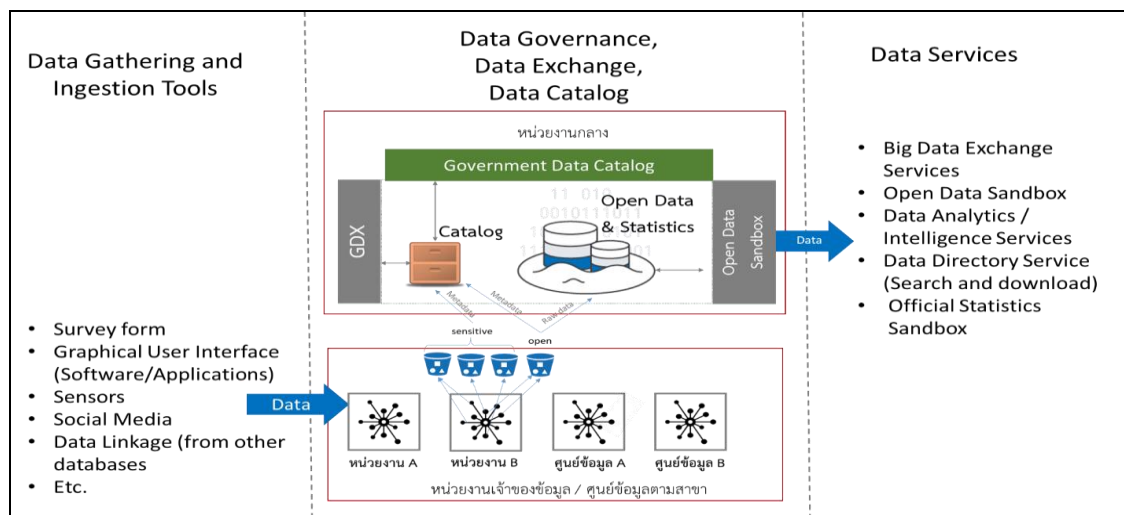 Data Gathering and
Ingestion Tools
• Survey form
• Graphical User Interface
(Software/Applications)
• Sensors
• Social Media
• Data Linkage (from other
databases
• Etc.
Data
Data Governance,
Data Exchange,
Data Catalog
หน่วยงานกลาง
Government Data Catalog
GDX
Catalog
Open Data
& Statistics
Open Data
Sandbox
Metadata
Metadata
Raw data
sensitive
open
หน่วยงาน A
หน่วยงาน B
ศูนย์ข้อมูล A
ศูนย์ข้อมูล B
หน่วยงานเจ้าของข้อมูล / ศูนย์ข้อมูลตามสาขา
Data
Data Services
• Big Data Exchange
Services
• Open Data Sandbox
• Data Analytics /
Intelligence Services
• Data Directory Service
(Search and download)
• Official Statistics
Sandbox